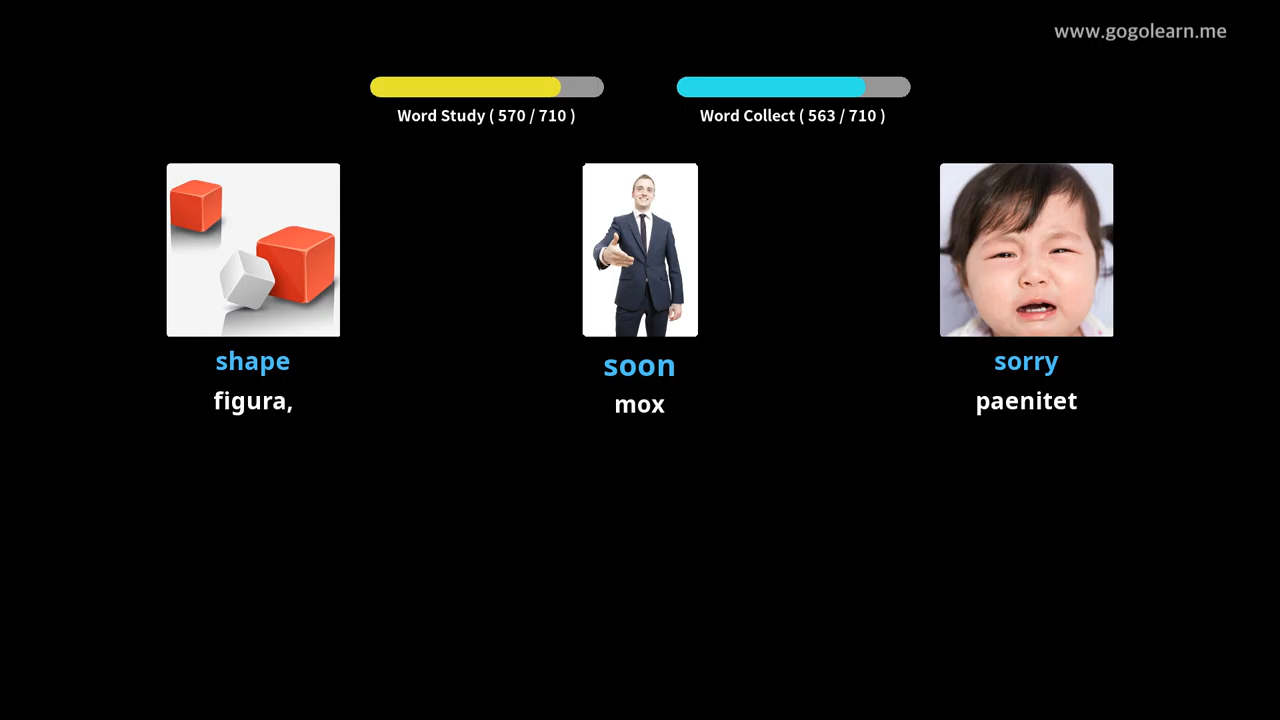 www.gogolearn.me
Word Study ( 570 / 710 )
Word Collect ( 563 / 710 )
shape
soon
sorry
figura,
mox
paenitet